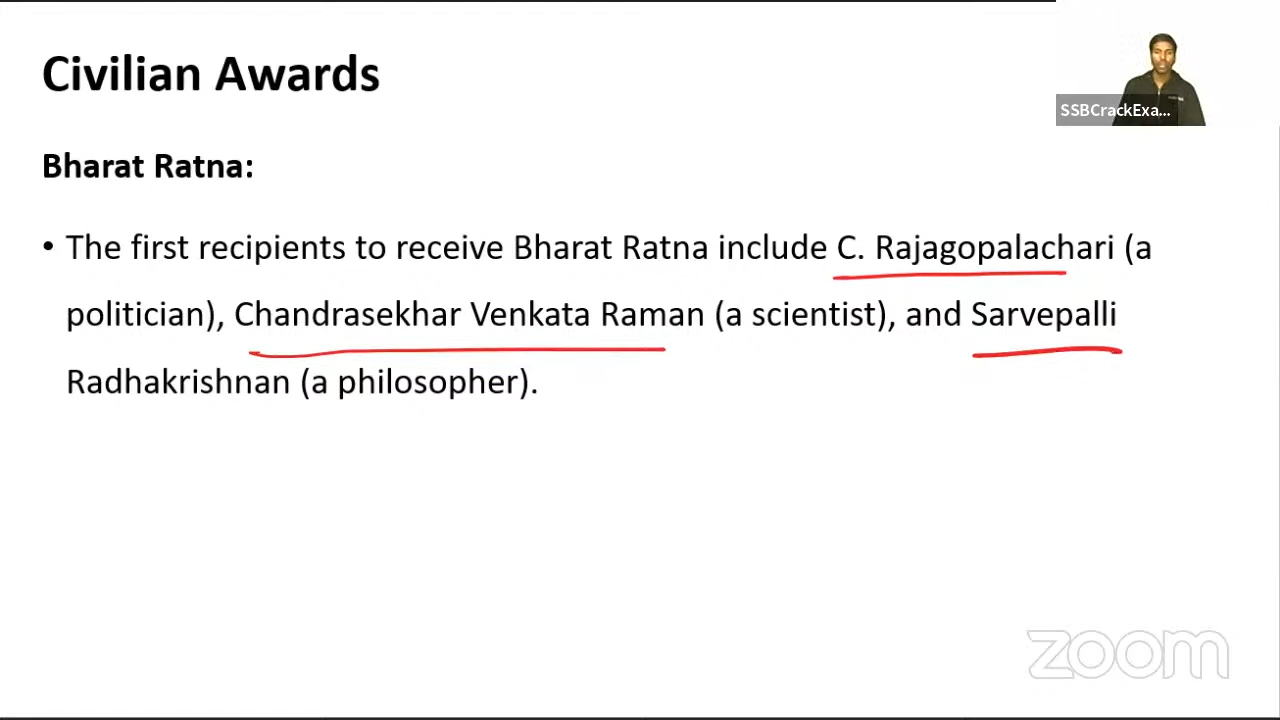 Civilian Awards
SSBCrackExa...
Bharat Ratna:
• The first recipients to receive Bharat Ratna include C. Rajagopalachari (a
politician), Chandrasekhar Venkata Raman (a scientist), and Sarvepalli
Radhakrishnan (a philosopher).
zoom